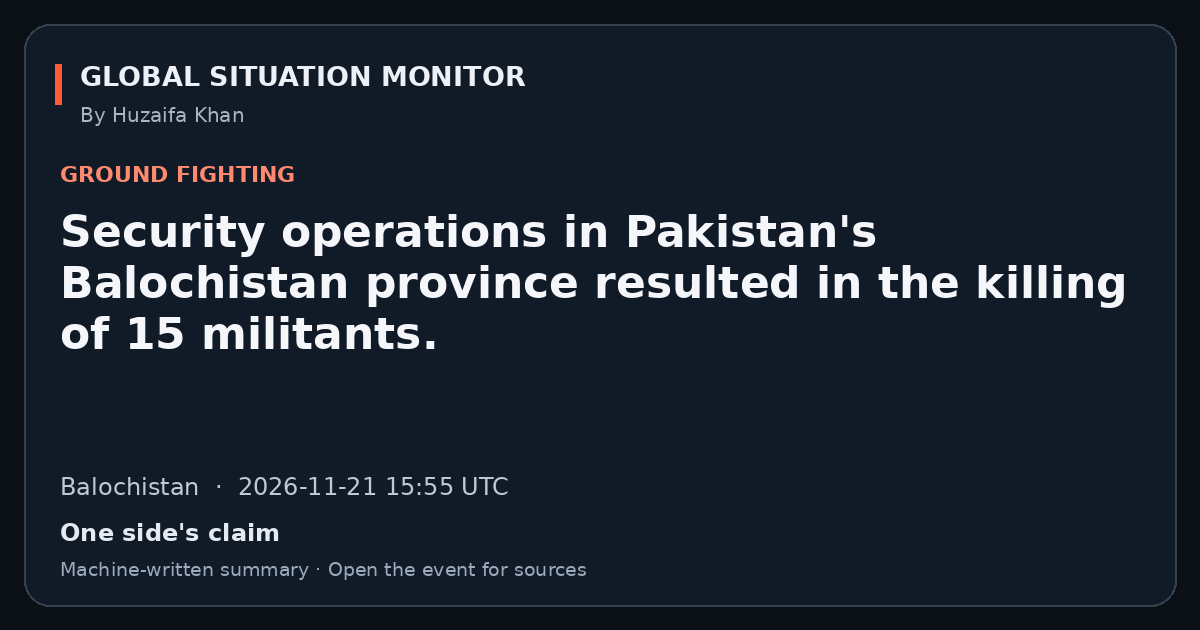 GLOBAL SITUATION MONITOR
By Huzaifa Khan
GROUND FIGHTING
Security operations in Pakistan's
Balochistan province resulted in the killing
of 15 militants.
Balochistan · 2026-11-21 15:55 UTC
One side's claim
Machine-written summary · Open the event for sources